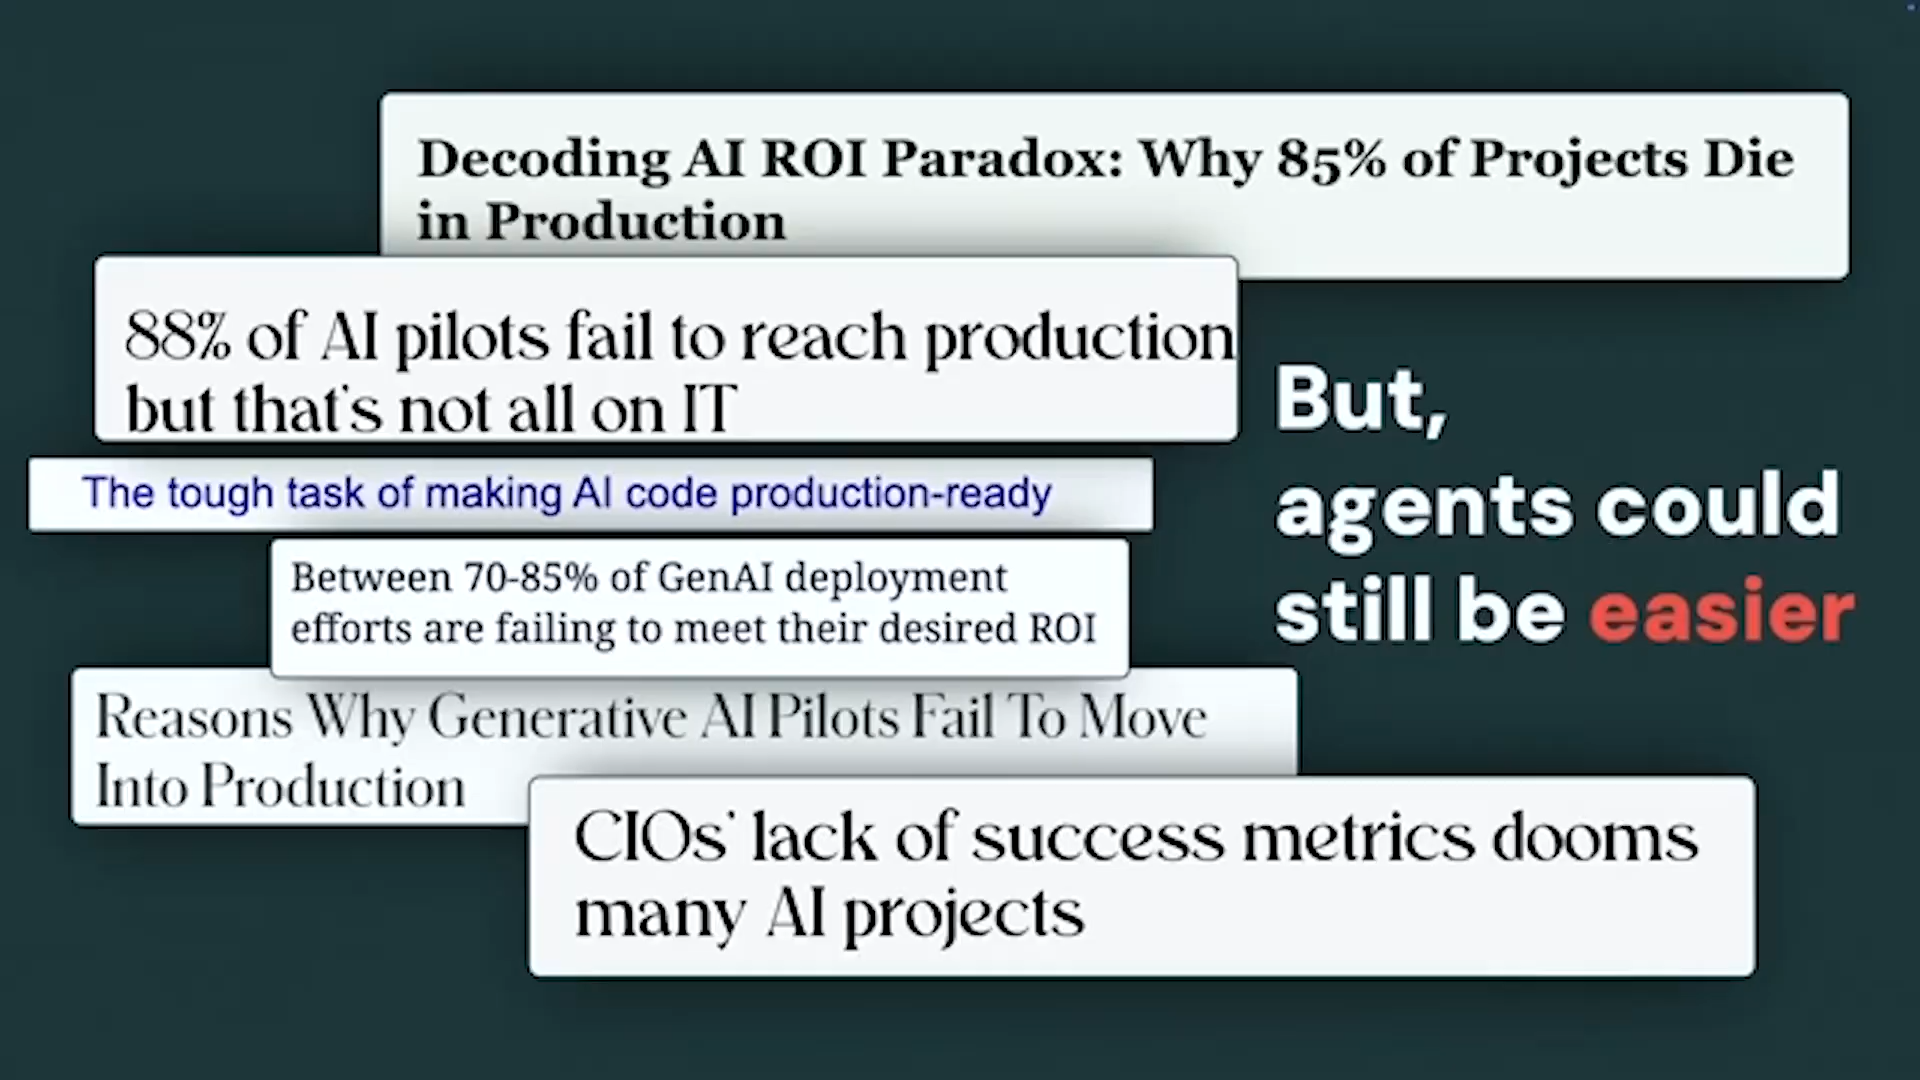 Decoding AI ROI Paradox: Why 85% of Projects Die
in Production
88% of AI pilots fail to reach production
but that's not all on IT
The tough task of making AI code production-ready
Between 70-85% of GenAI deployment
efforts are failing to meet their desired ROI
Reasons Why Generative AI Pilots Fail To Move
Into Production
CIOs' lack of success metrics dooms
many AI projects
But,
agents could
still be easier